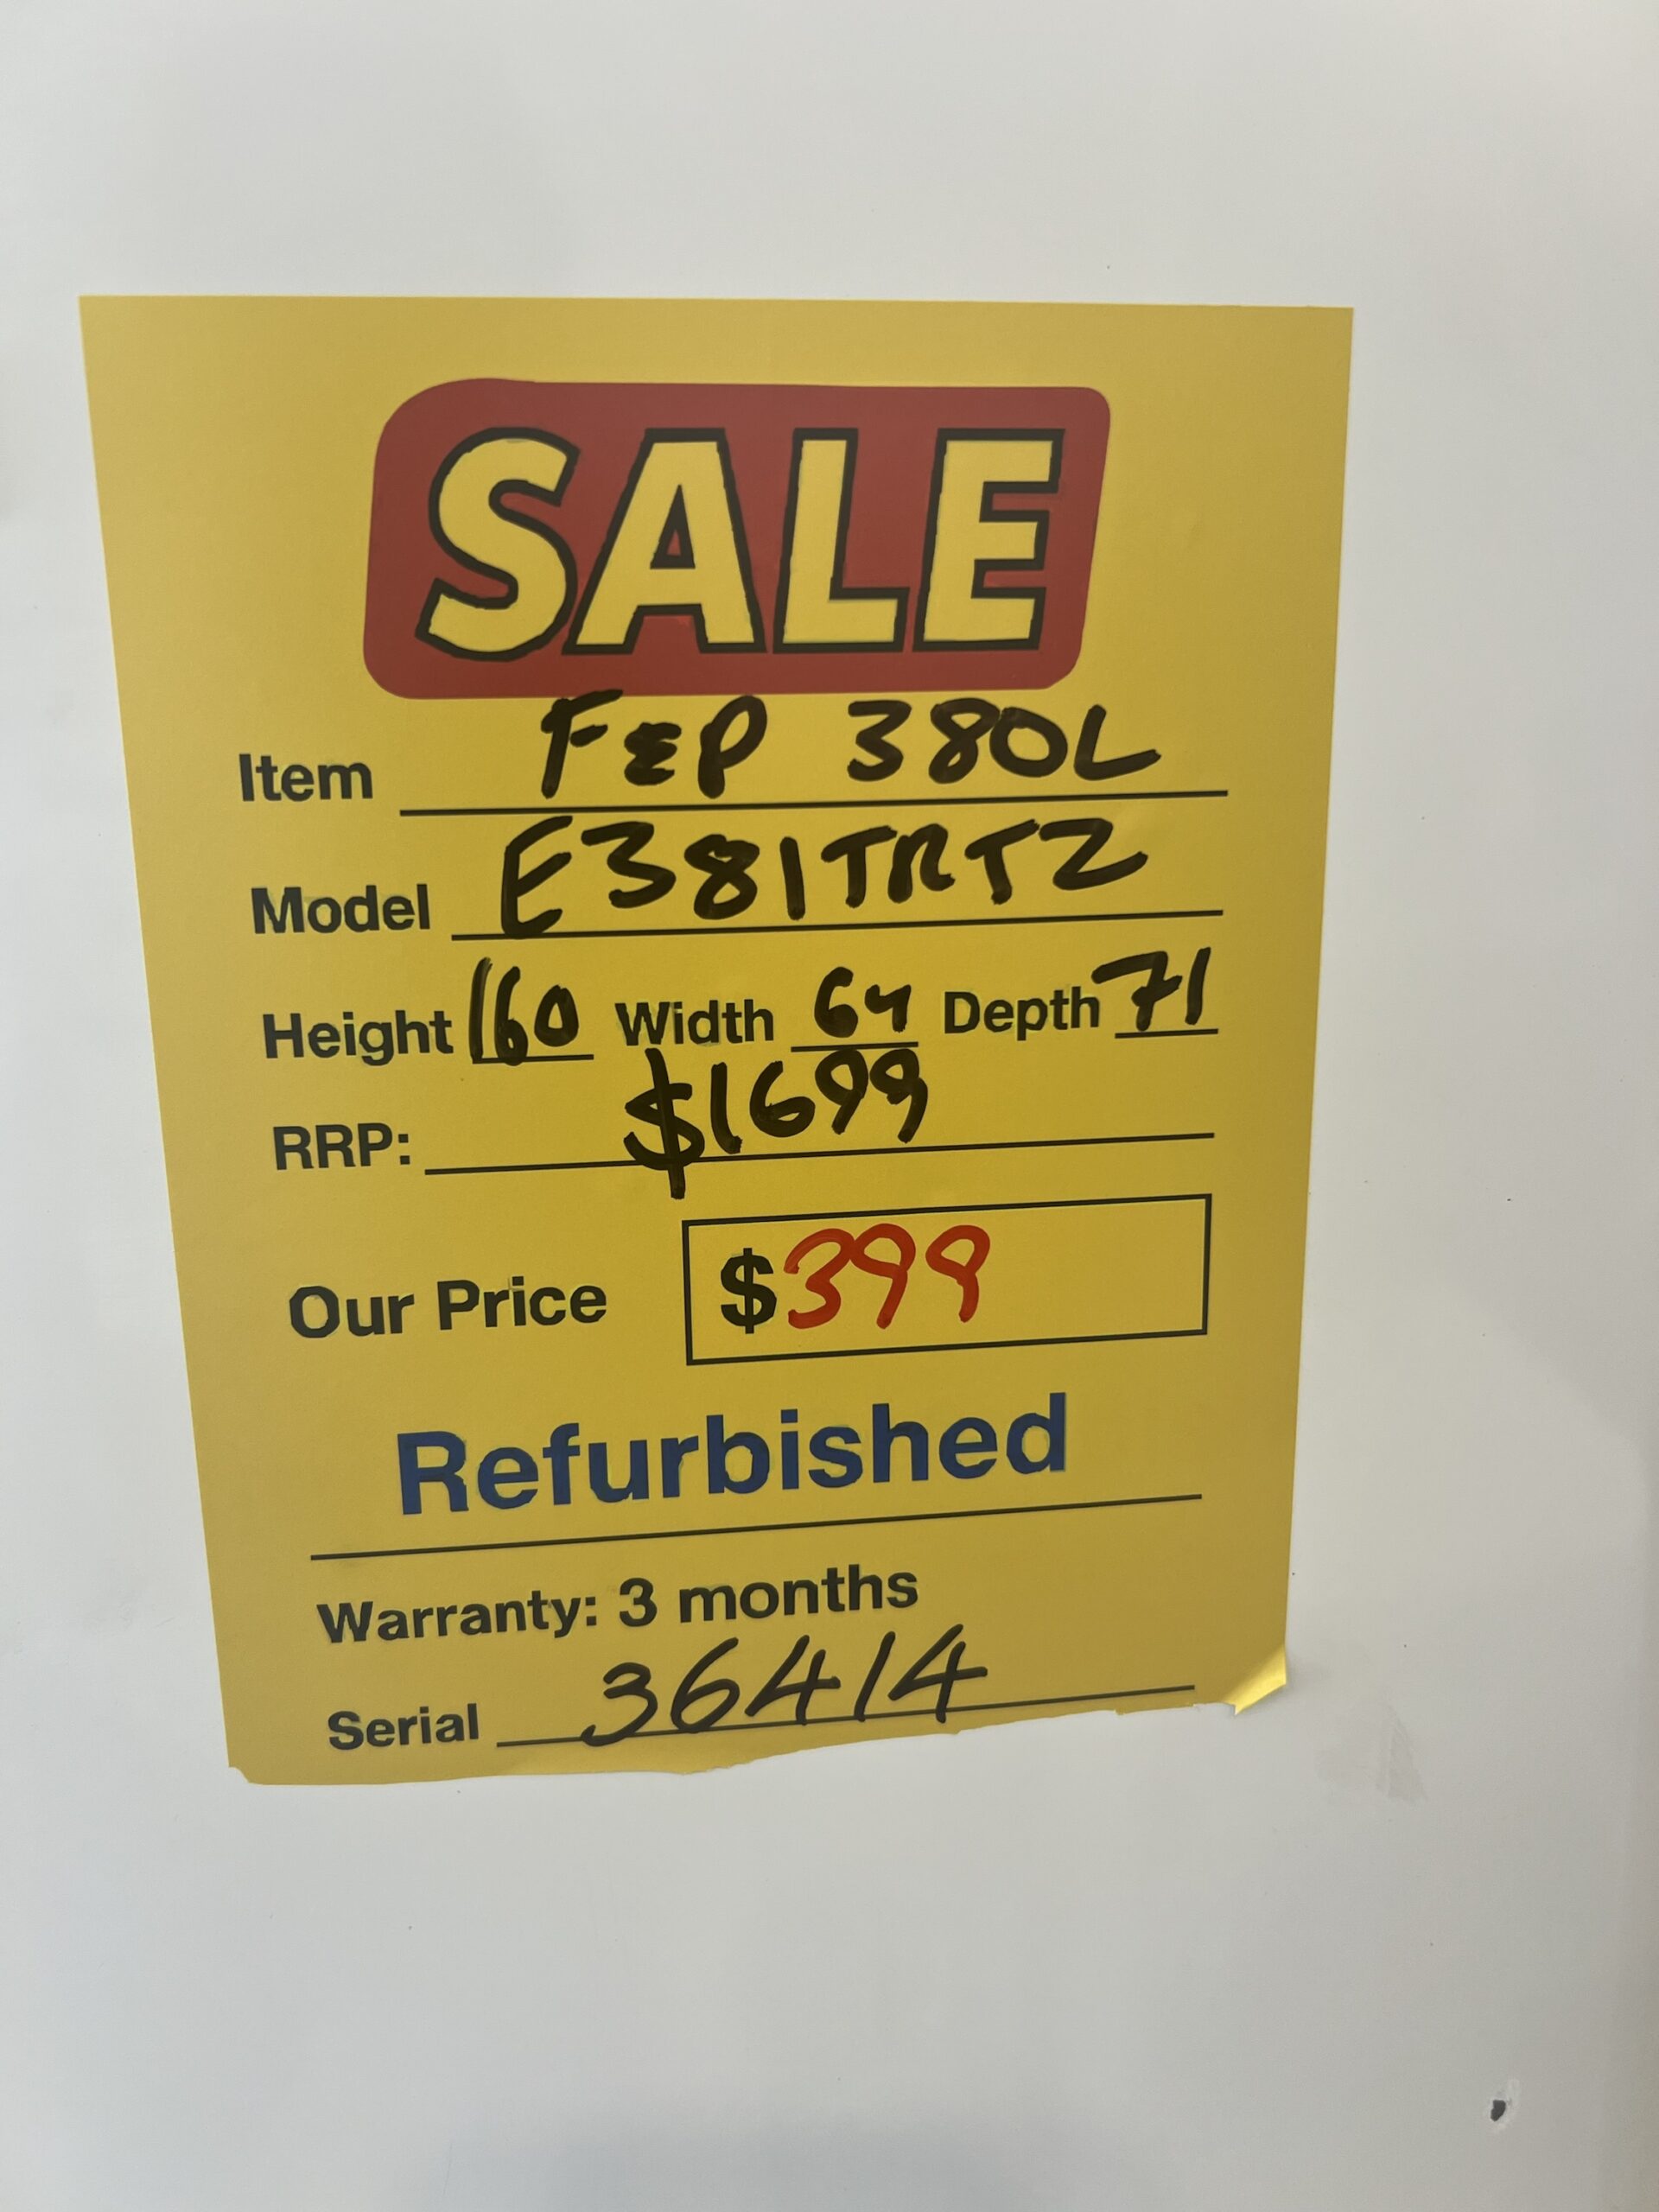 SALE
Item F&P 380L
Model E381TRT2
Height 160 Width 64 Depth 71
RRP: $1699
Our Price $399
Refurbished
Warranty: 3 months
Serial 36414